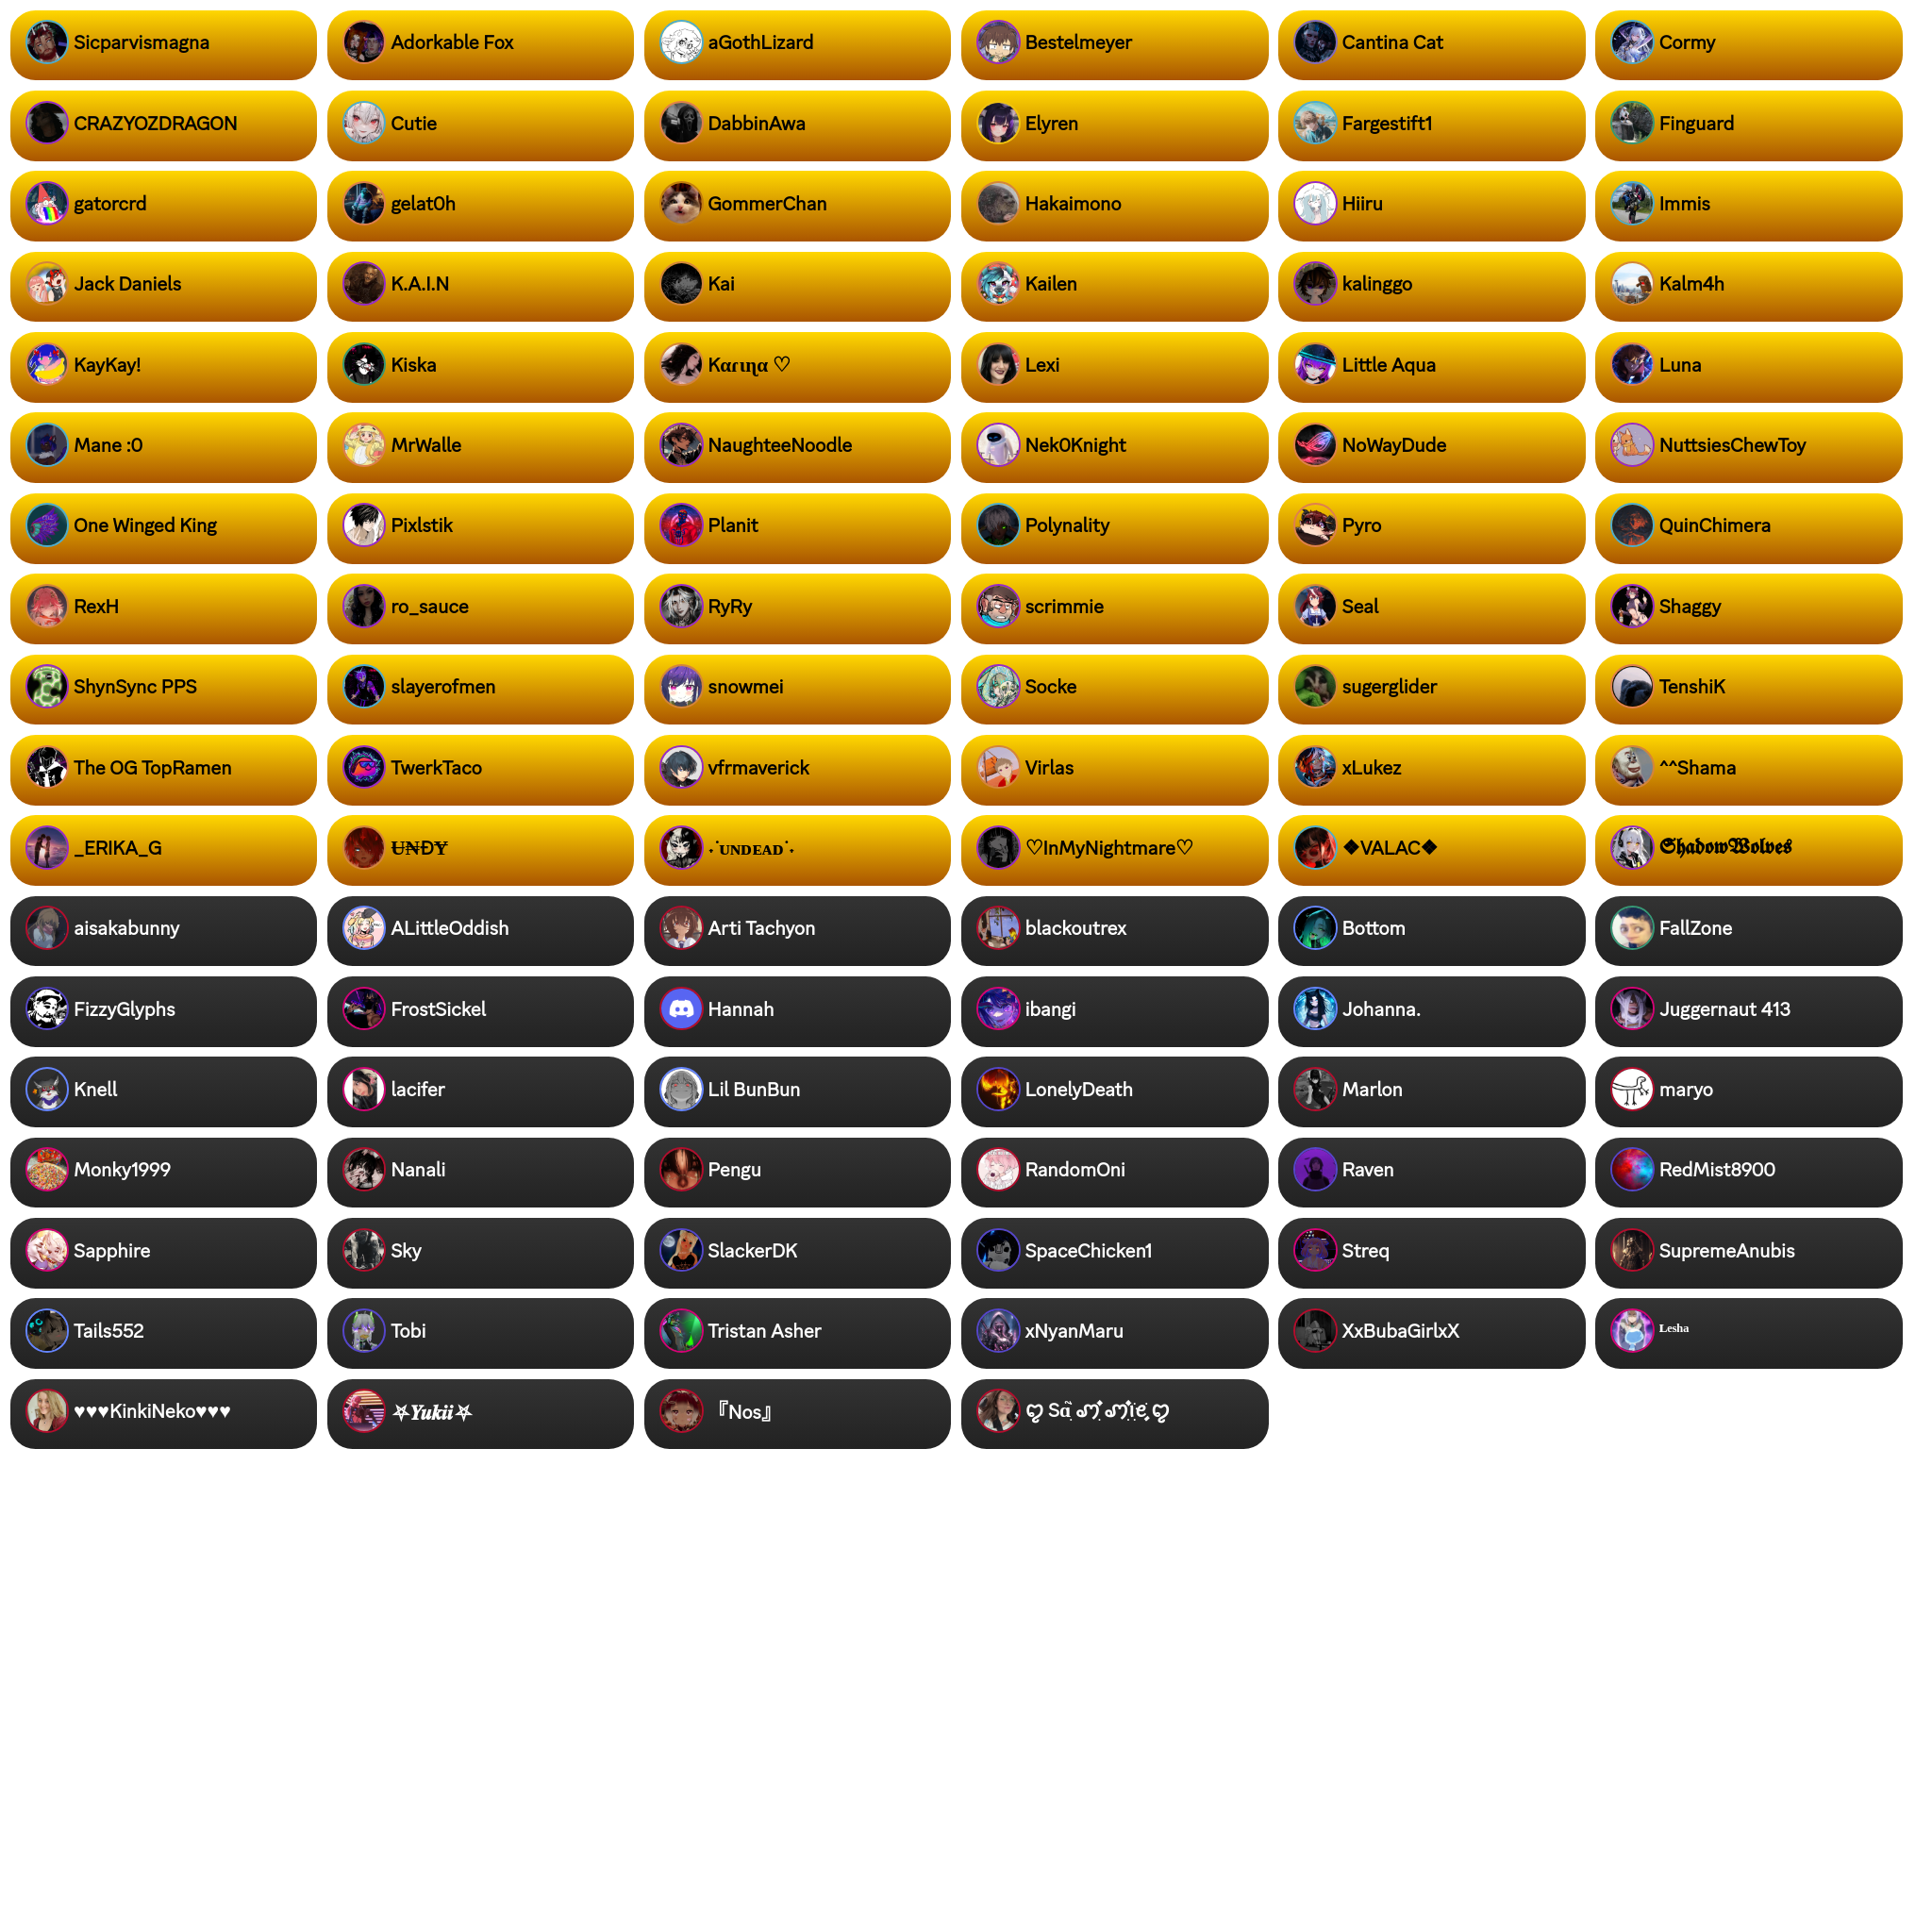 Sicparvismagna
Adorkable Fox
aGothLizard
Bestelmeyer
Cantina Cat
Cormy
CRAZYOZDRAGON
Cutie
DabbinAwa
Elyren
Fargestift1
Finguard
gatorcrd
gelat0h
GommerChan
Hakaimono
Hiiru
Immis
Jack Daniels
K.A.I.N
Kai
Kailen
kalinggo
Kalm4h
KayKay!
Kiska
Kαɾιɳα ♡
Lexi
Little Aqua
Luna
Mane :0
MrWalle
NaughteeNoodle
Nek0Knight
NoWayDude
NuttsiesChewToy
One Winged King
Pixlstik
Planit
Polynality
Pyro
QuinChimera
RexH
ro_sauce
RyRy
scrimmie
Seal
Shaggy
ShynSync PPS
slayerofmen
snowmei
Socke
sugerglider
TenshiK
The OG TopRamen
TwerkTaco
vfrmaverick
Virlas
xLukez
^^Shama
_ERIKA_G
Ʉ₦ĐɎ
˖˙ᴜɴᴅᴇᴀᴅ˙˖
♡InMyNightmare♡
❖VALAC❖
𝕾𝖍𝖆𝖉𝖔𝖜𝖂𝖔𝖑𝖛𝖊𝖘
aisakabunny
ALittleOddish
Arti Tachyon
blackoutrex
Bottom
FallZone
FizzyGlyphs
FrostSickel
Hannah
ibangi
Johanna.
Juggernaut 413
Knell
lacifer
Lil BunBun
LonelyDeath
Marlon
maryo
Monky1999
Nanali
Pengu
RandomOni
Raven
RedMist8900
Sapphire
Sky
SlackerDK
SpaceChicken1
Streq
SupremeAnubis
Tails552
Tobi
Tristan Asher
xNyanMaru
XxBubaGirlxX
Lesha
♥♥♥KinkiNeko♥♥♥
⛧𝒀𝒖𝒌𝒊𝒊⛧
『Nos』